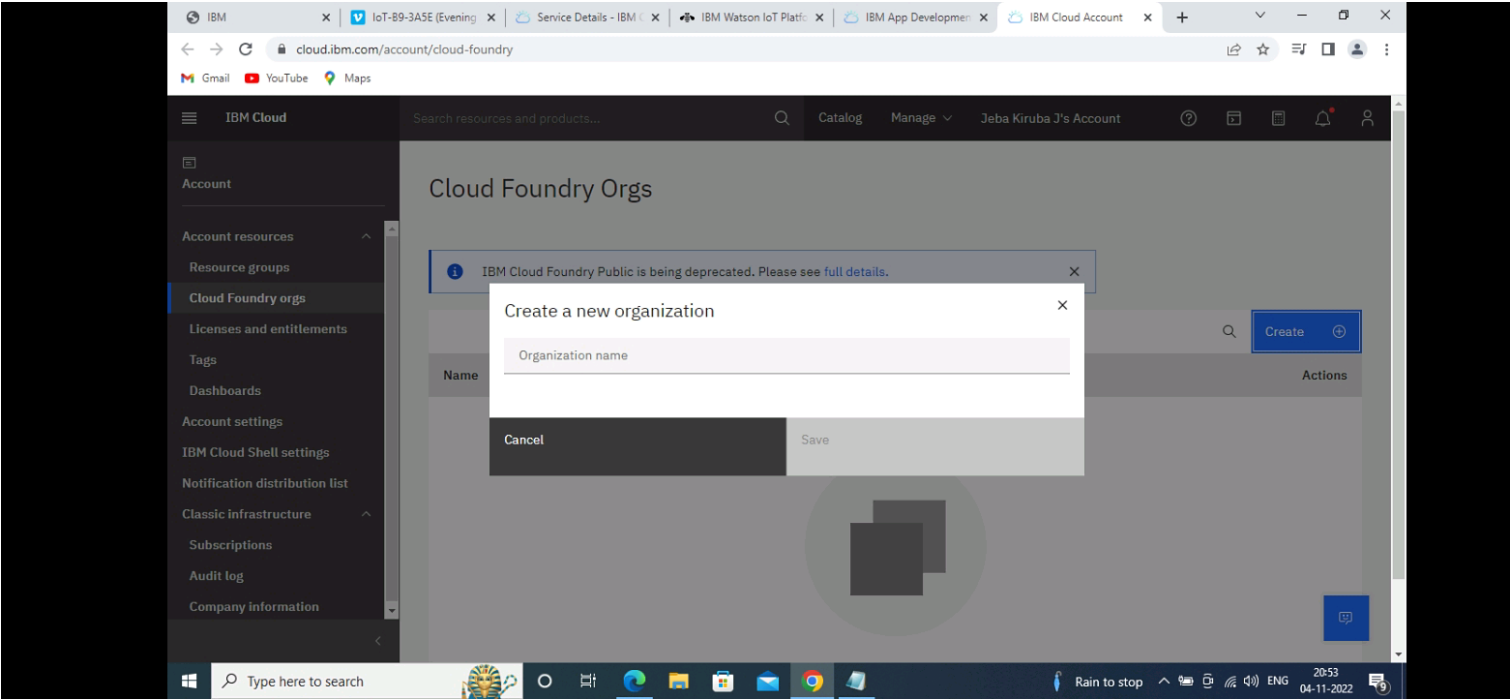 IBM
IoT-B9-3A5E (Evening
Service Details - IBM C
IBM Watson IoT Platfo
IBM App Developmen
IBM Cloud Account
cloud.ibm.com/account/cloud-foundry
Gmail
YouTube
Maps
IBM Cloud
Search resources and products...
Catalog
Manage
Jeba Kiruba J's Account
Account
Cloud Foundry Orgs
Account resources
Resource groups
Cloud Foundry orgs
Licenses and entitlements
Tags
Dashboards
Account settings
IBM Cloud Shell settings
Notification distribution list
Classic infrastructure
Subscriptions
Audit log
Company information
IBM Cloud Foundry Public is being deprecated. Please see full details.
Create a new organization
Organization name
Create
Name
Actions
Cancel
Save
Type here to search
Rain to stop
ENG
20:53
04-11-2022
9